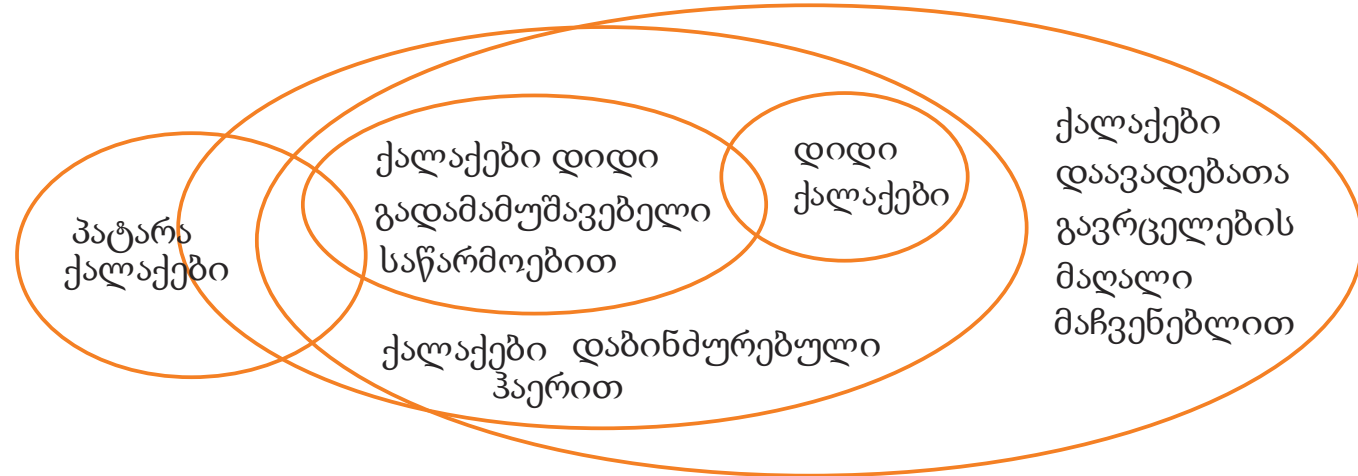 პატარა
ქალაქები
ქალაქები დიდი
გადამამუშავებელი
საწარმოებით
დიდი
ქალაქები
ქალაქები დაბინძურებული
ჰაერით
ქალაქები
დაავადებათა
გავრცელების
მაღალი
მაჩვენებლით